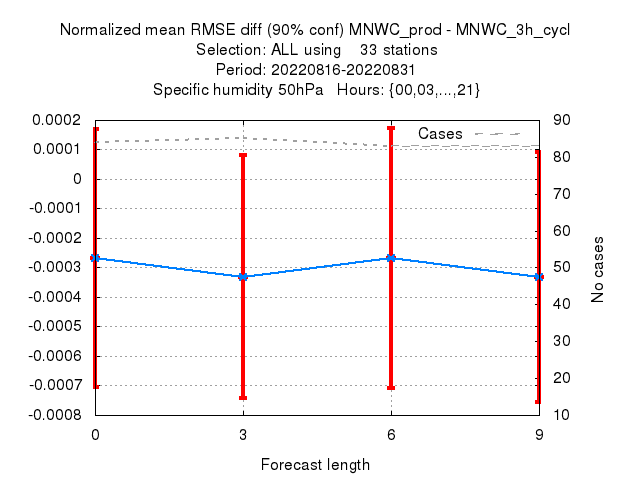 Normalized mean RMSE diff (90% conf) MNWC_prod - MNWC_3h_cycl
Selection: ALL using    33 stations
Period: 20220816-20220831
Specific humidity 50hPa   Hours: {00,03,...,21}
Cases
0.0002
0.0001
0
-0.0001
-0.0002
-0.0003
-0.0004
-0.0005
-0.0006
-0.0007
-0.0008
90
80
70
60
50
40
30
20
10
No cases
0 3 6 9
Forecast length